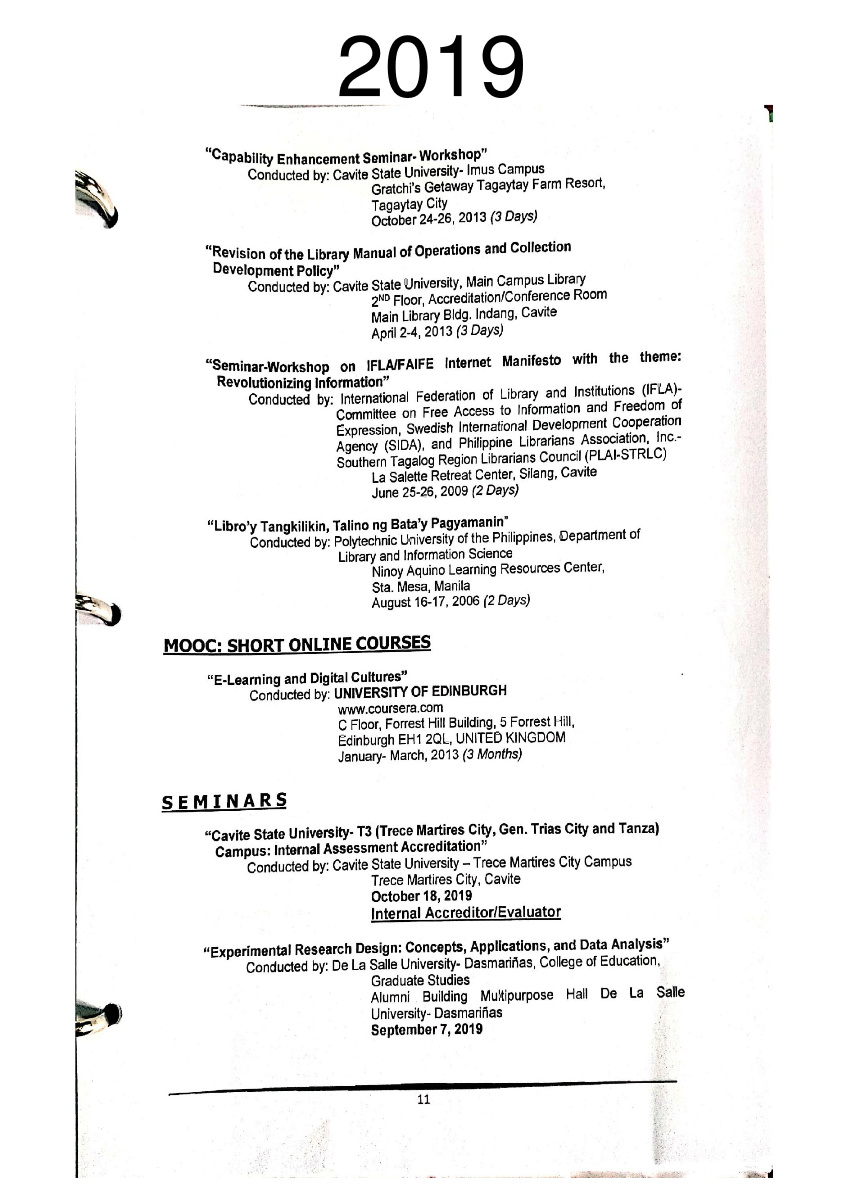 2019
"Capability Enhancement Seminar- Workshop"
Conducted by: Cavite State University- Imus Campus
Gratchi's Getaway Tagaytay Farm Resort,
Tagaytay City
October 24-26, 2013 (3 Days)
"Revision of the Library Manual of Operations and Collection
Development Policy"
Conducted by: Cavite State University, Main Campus Library
2ND Floor, Accreditation/Conference Room
Main Library Bldg. Indang, Cavite
April 2-4, 2013 (3 Days)
"Seminar-Workshop on IFLA/FAIFE Internet Manifesto with the theme:
Revolutionizing Information"
Conducted by: International Federation of Library and Institutions (IFLA)-
Committee on Free Access to Information and Freedom of
Expression, Swedish International Development Cooperation
Agency (SIDA), and Philippine Librarians Association, Inc.-
Southern Tagalog Region Librarians Council (PLAI-STRLC)
La Salette Retreat Center, Silang, Cavite
June 25-26, 2009 (2 Days)
"Libro'y Tangkilikin, Talino ng Bata'y Pagyamanin"
Conducted by: Polytechnic University of the Philippines, Department of
Library and Information Science
Ninoy Aquino Learning Resources Center,
Sta. Mesa, Manila
August 16-17, 2006 (2 Days)
MOOC: SHORT ONLINE COURSES
"E-Learning and Digital Cultures"
Conducted by: UNIVERSITY OF EDINBURGH
www.coursera.com
C Floor, Forrest Hill Building, 5 Forrest Hill,
Edinburgh EH1 2QL, UNITED KINGDOM
January- March, 2013 (3 Months)
SEMINARS
"Cavite State University- T3 (Trece Martires City, Gen. Trias City and Tanza)
Campus: Internal Assessment Accreditation"
Conducted by: Cavite State University – Trece Martires City Campus
Trece Martires City, Cavite
October 18, 2019
Internal Accreditor/Evaluator
"Experimental Research Design: Concepts, Applications, and Data Analysis"
Conducted by: De La Salle University- Dasmariñas, College of Education,
Graduate Studies
Alumni Building Multipurpose Hall De La Salle
University- Dasmariñas
September 7, 2019
11